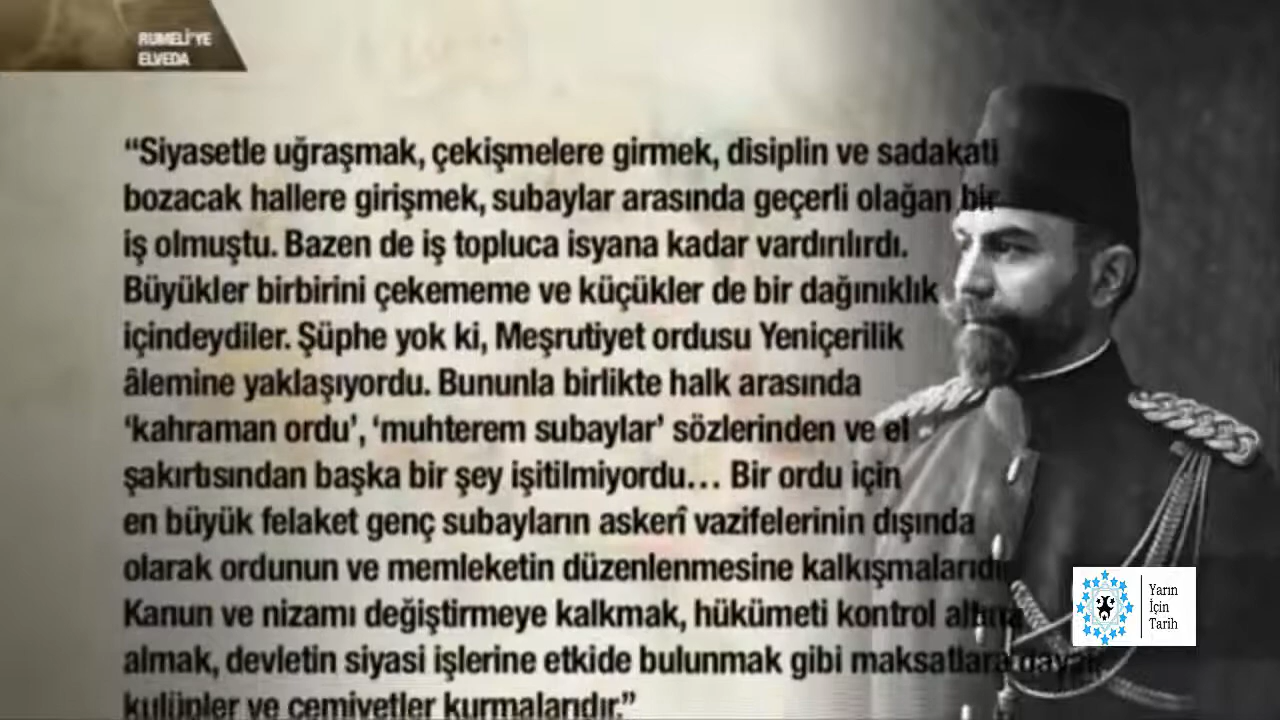 RUMELİ'YE
ELVEDA
“Siyasetle uğraşmak, çekişmelere girmek, disiplin ve sadakati
bozacak hallere girişmek, subaylar arasında geçerli olağan bir
iş olmuştu. Bazen de iş topluca isyana kadar vardırılırdı.
Büyükler birbirini çekememe ve küçükler de bir dağınıklık
içindeydiler. Şüphe yok ki, Meşrutiyet ordusu Yeniçerilik
âlemine yaklaşıyordu. Bununla birlikte halk arasında
‘kahraman ordu’, ‘muhterem subaylar’ sözlerinden ve el
şakırtısından başka bir şey işitilmiyordu… Bir ordu için
en büyük felaket genç subayların askerî vazifelerinin dışında
olarak ordunun ve memleketin düzenlenmesine kalkışmalarıdır.
Kanun ve nizamı değiştirmeye kalkmak, hükümeti kontrol altına
almak, devletin siyasi işlerine etkide bulunmak gibi maksatlara
kulüpler ve cemiyetler kurmalarıdır.”
Yarın
İçin
Tarih